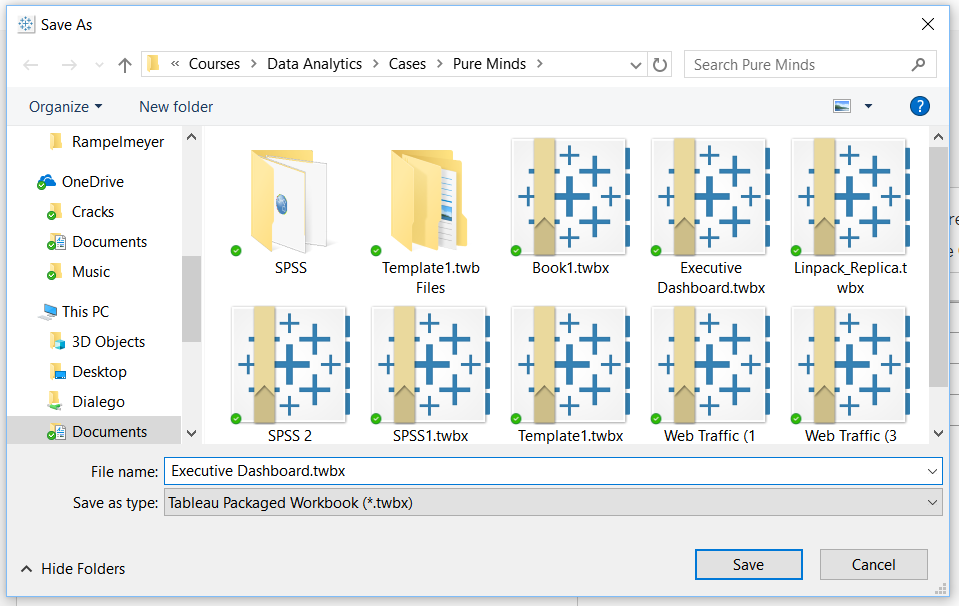 Save As
« Courses > Data Analytics > Cases > Pure Minds >
Search Pure Minds
Organize
New folder
?
Rampelmeyer
OneDrive
Cracks
Documents
Music
This PC
3D Objects
Desktop
Dialego
Documents
SPSS
Template1.twb
Files
Book1.twbx
Executive
Dashboard.twbx
Linpack_Replica.t
wbx
SPSS 2
SPSS1.twbx
Template1.twbx
Web Traffic (1
Web Traffic (3
File name:
Executive Dashboard.twbx
Save as type:
Tableau Packaged Workbook (*.twbx)
Hide Folders
Save
Cancel